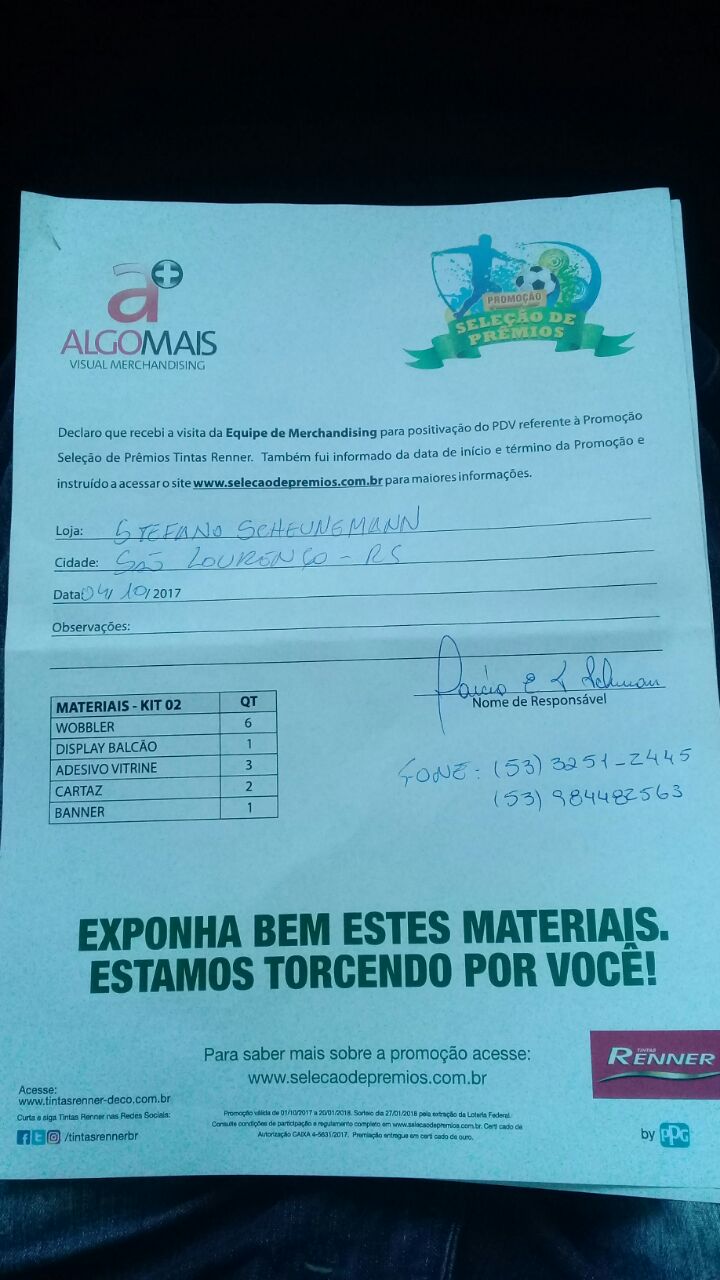 a+
ALGOMAIS
VISUAL MERCHANDISING
PROMOÇÃO
SELEÇÃO DE
PRÊMIOS
Declaro que recebi a visita da Equipe de Merchandising para positivação do PDV referente à Promoção
Seleção de Prêmios Tintas Renner. Também fui informado da data de início e término da Promoção e
instruído a acessar o site www.selecaodepremios.com.br para maiores informações.
Loja: STEFANO SCHEUNEMANN
Cidade: SÃO LOURENÇO - RS
Data: 04/10/2017
Observações:
Nome de Responsável
MATERIAIS - KIT 02 QT
WOBBLER 6
DISPLAY BALCÃO 1
ADESIVO VITRINE 3
CARTAZ 2
BANNER 1
FONE: (53) 3251-2445
(53) 984482563
EXPONHA BEM ESTES MATERIAIS.
ESTAMOS TORCENDO POR VOCÊ!
Para saber mais sobre a promoção acesse:
www.selecaodepremios.com.br
TINTAS
RENNER
Acesse:
www.tintasrenner-deco.com.br
Curta e siga Tintas Renner nas Redes Sociais:
/tintasrennerbr
Promoção válida de 01/10/2017 a 20/01/2018. Sorteio dia 27/01/2018 pela extração da Loteria Federal.
Consulte condições de participação e regulamento completo em www.selecaodepremios.com.br. Certi cado de
Autorização CAIXA 4-5631/2017. Premiação entregue em certi cado de ouro.
by PPG